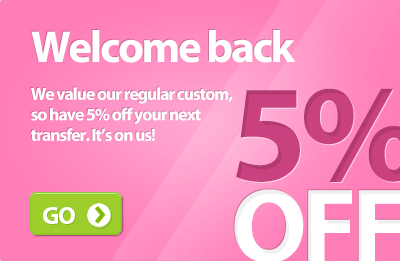 Welcome back
We value our regular custom,
so have 5% off your next
transfer. It's on us!
5%
OFF
GO